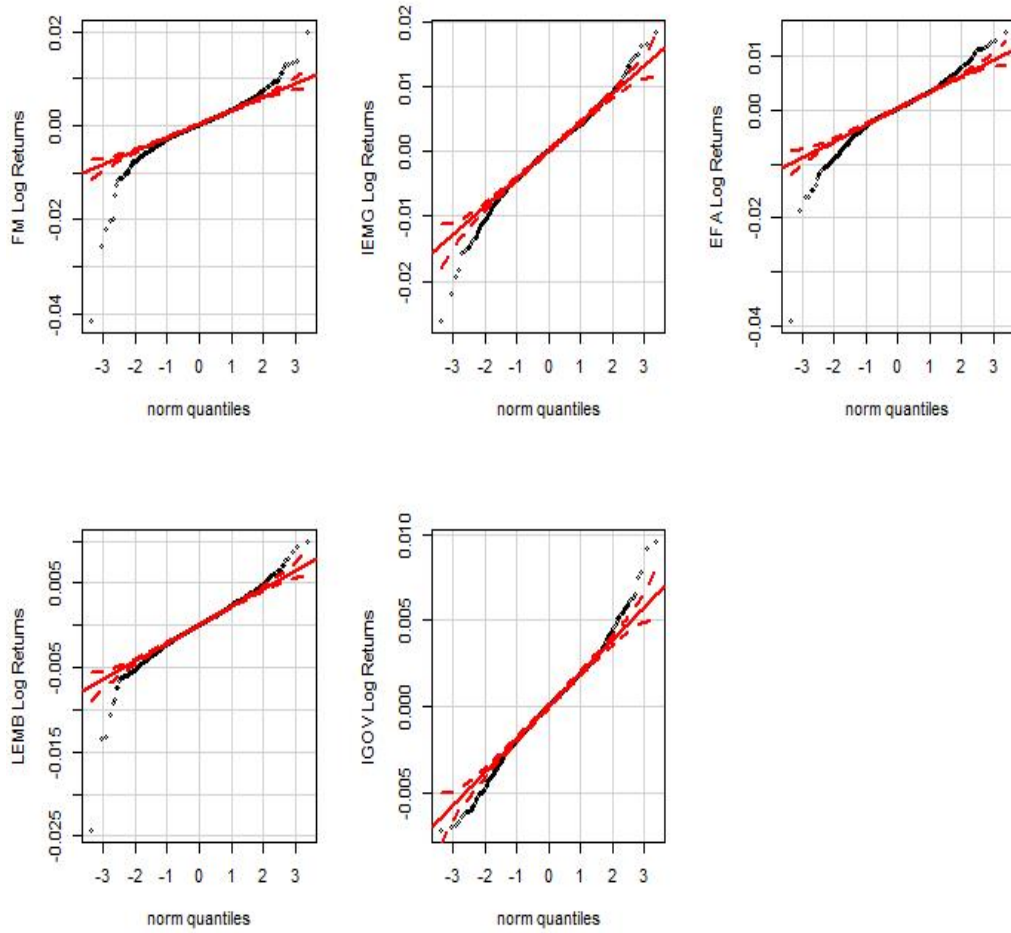 FM Log Returns
0.02
0.00
-0.02
-0.04
-3 -2 -1 0 1 2 3
norm quantiles
IEMG Log Returns
0.02
0.01
0.00
-0.01
-0.02
-3 -2 -1 0 1 2 3
norm quantiles
EFA Log Returns
0.01
0.00
-0.02
-0.04
-3 -2 -1 0 1 2 3
norm quantiles
LEMB Log Returns
0.005
-0.005
-0.015
-0.025
-3 -2 -1 0 1 2 3
norm quantiles
IGOV Log Returns
0.010
0.005
0.000
-0.005
-3 -2 -1 0 1 2 3
norm quantiles